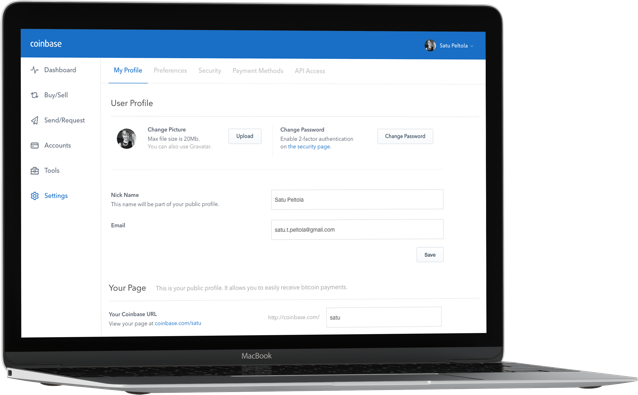 coinbase
Satu Peltola
Dashboard
Buy/Sell
Send/Request
Accounts
Tools
Settings
My Profile Preferences Security Payment Methods API Access
User Profile
Change Picture
Max file size is 20Mb.
You can also use Gravatar.
Upload
Change Password
Enable 2-factor authentication
on the security page.
Change Password
Nick Name
This name will be part of your public profile.
Satu Peltola
Email
satu.t.peltola@gmail.com
Save
Your Page This is your public profile. It allows you to easily receive bitcoin payments.
Your Coinbase URL
View your page at coinbase.com/satu
http://coinbase.com/ satu
MacBook